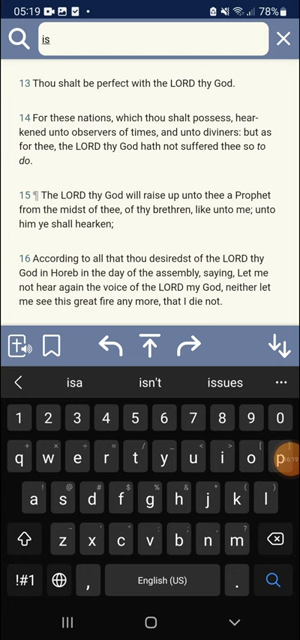 05:19 78%
is
13 Thou shalt be perfect with the LORD thy God.
14 For these nations, which thou shalt possess, hear-
kened unto observers of times, and unto diviners: but as
for thee, the LORD thy God hath not suffered thee so to
do.
15 ¶ The LORD thy God will raise up unto thee a Prophet
from the midst of thee, of thy brethren, like unto me; unto
him ye shall hearken;
16 According to all that thou desiredst of the LORD thy
God in Horeb in the day of the assembly, saying, Let me
not hear again the voice of the LORD my God, neither let
me see this great fire any more, that I die not.
isa isn't issues
1 2 3 4 5 6 7 8 9 0
q w e r t y u i o p
a s d f g h j k l
z x c v b n m
!#1 , English (US) .